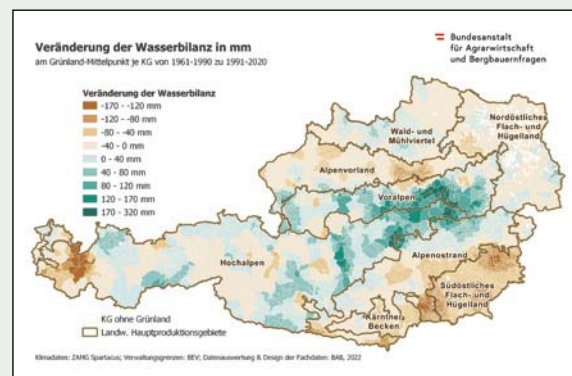 Veränderung der Wasserbilanz in mm
am Grünland-Mittelpunkt je KG von 1961-1990 zu 1991-2020
Bundesanstalt
für Agrarwirtschaft
und Bergbauernfragen
Veränderung der Wasserbilanz
-170 - -120 mm
-120 - -80 mm
-80 - -40 mm
-40 - 0 mm
0 - 40 mm
40 - 80 mm
80 - 120 mm
120 - 170 mm
170 - 320 mm
Wald- und
Mühlviertel
Nordöstliches
Flach- und
Hügelland
Alpenvorland
Voralpen
Hochalpen
Alpenostrand
Südöstliches
Flach- und
Hügelland
Kärntner
Becken
KG ohne Grünland
Landw. Hauptproduktionsgebiete
Klimadaten: ZAMG Spartacus; Verwaltungsgrenzen: BEV; Datenauswertung & Design der Fachdaten: BAB, 2022